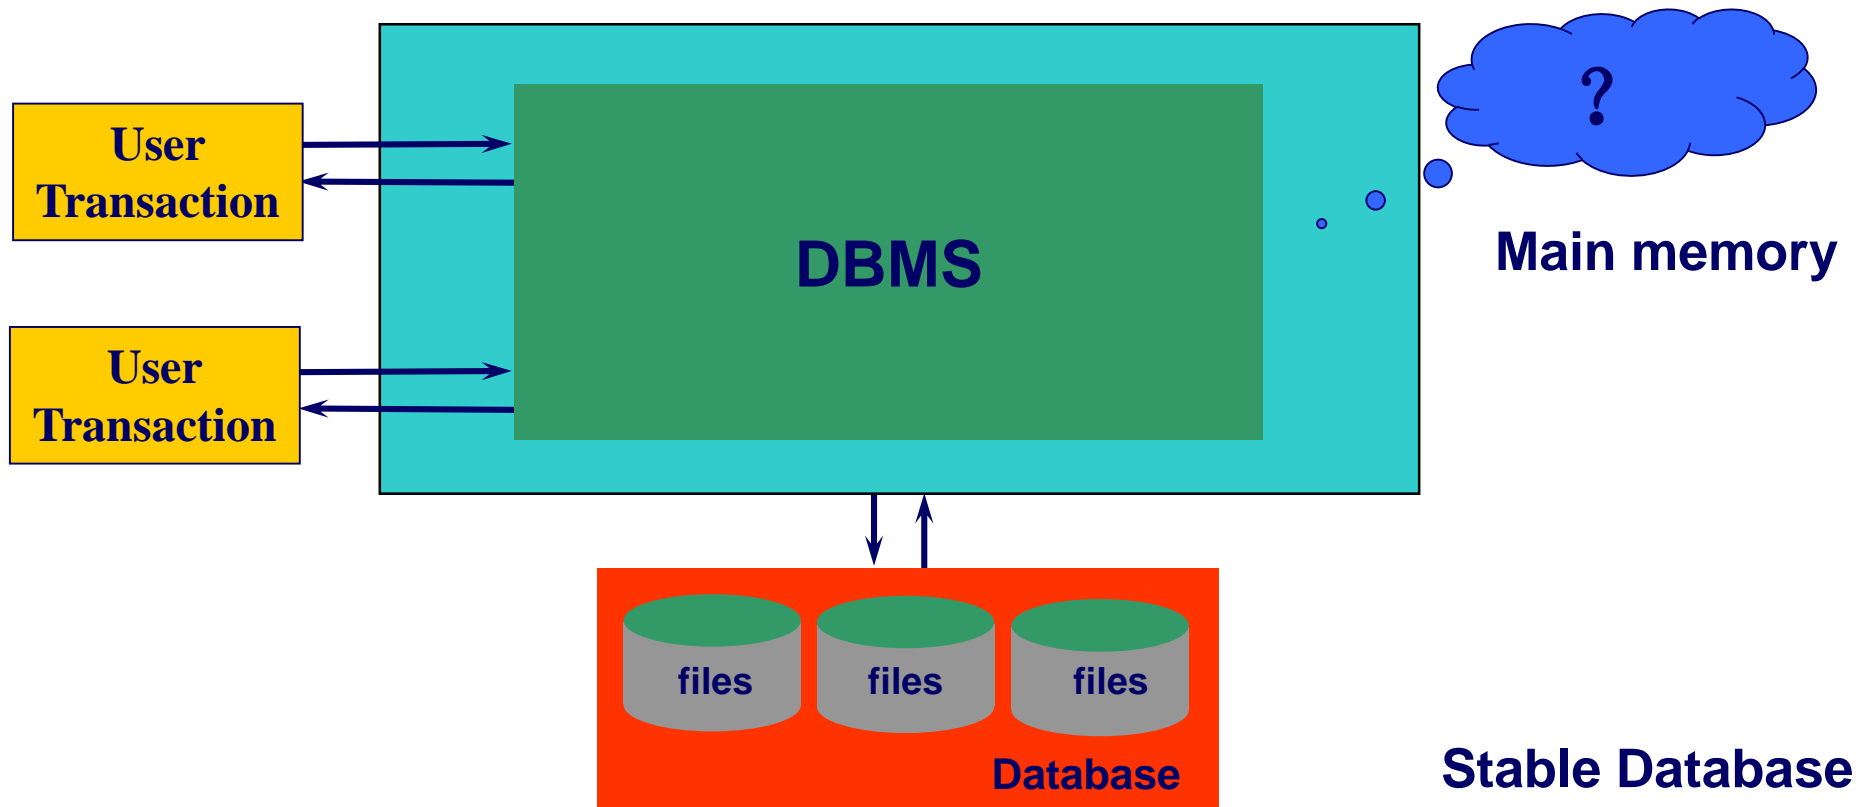 ?
User
Transaction
DBMS
Main memory
User
Transaction
files
files
files
Database
Stable Database